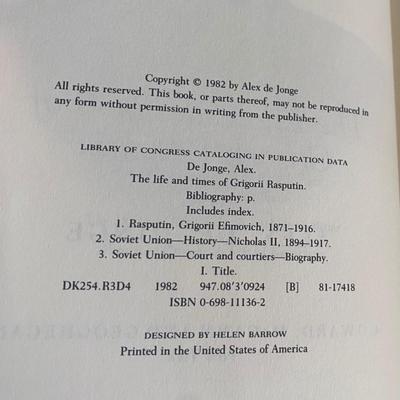 Copyright © 1982 by Alex de Jonge
All rights reserved. This book, or parts thereof, may not be reproduced in
any form without permission in writing from the publisher.
LIBRARY OF CONGRESS CATALOGING IN PUBLICATION DATA
De Jonge, Alex.
The life and times of Grigorii Rasputin.
Bibliography: p.
Includes index.
1. Rasputin, Grigorii Efimovich, 1871–1916.
2. Soviet Union—History—Nicholas II, 1894–1917.
3. Soviet Union—Court and courtiers—Biography.
I. Title.
DK254.R3D4 1982 947.08'3'0924 [B] 81-17418
ISBN 0-698-11136-2
DESIGNED BY HELEN BARROW
Printed in the United States of America